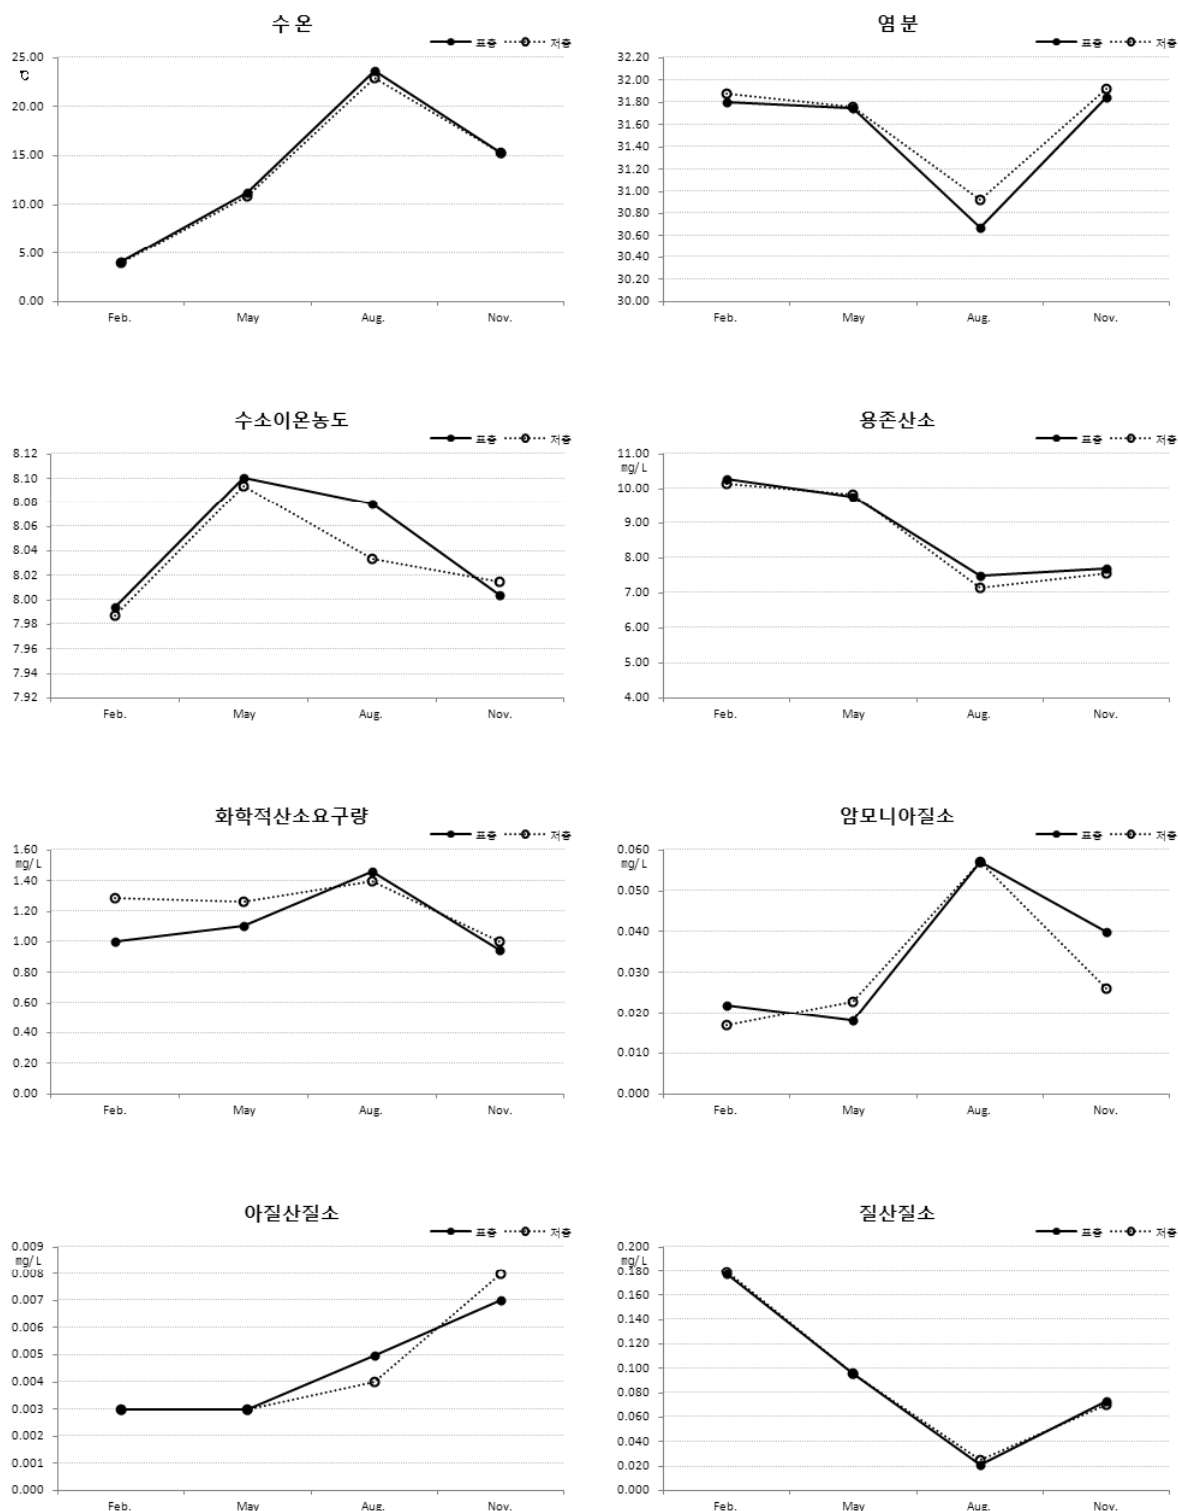 수 온
표층 저층
25.00
℃
20.00
15.00
10.00
5.00
0.00
Feb. May Aug. Nov.
염 분
표층 저층
32.20
32.00
31.80
31.60
31.40
31.20
31.00
30.80
30.60
30.40
30.20
30.00
Feb. May Aug. Nov.
수소이온농도
표층 저층
8.12
8.10
8.08
8.06
8.04
8.02
8.00
7.98
7.96
7.94
7.92
Feb. May Aug. Nov.
용존산소
표층 저층
11.00
mg/L
10.00
9.00
8.00
7.00
6.00
5.00
4.00
Feb. May Aug. Nov.
화학적산소요구량
표층 저층
1.60
mg/L
1.40
1.20
1.00
0.80
0.60
0.40
0.20
0.00
Feb. May Aug. Nov.
암모니아질소
표층 저층
0.060
0.050
0.040
0.030
0.020
0.010
0.000
Feb. May Aug. Nov.
아질산질소
표층 저층
0.009
mg/L
0.008
0.007
0.006
0.005
0.004
0.003
0.002
0.001
0.000
Feb. May Aug. Nov.
질산질소
표층 저층
0.200
mg/L
0.180
0.160
0.140
0.120
0.100
0.080
0.060
0.040
0.020
0.000
Feb. May Aug. Nov.